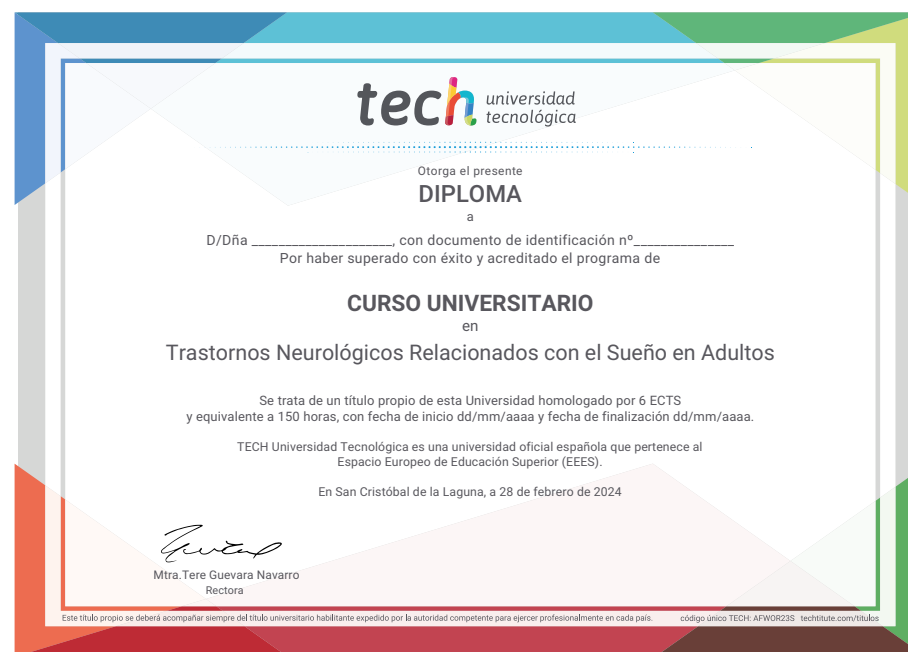 tech universidad
tecnológica
Otorga el presente
DIPLOMA
a
D/Dña _____________________, con documento de identificación nº_______________
Por haber superado con éxito y acreditado el programa de
CURSO UNIVERSITARIO
en
Trastornos Neurológicos Relacionados con el Sueño en Adultos
Se trata de un título propio de esta Universidad homologado por 6 ECTS
y equivalente a 150 horas, con fecha de inicio dd/mm/aaaa y fecha de finalización dd/mm/aaaa.
TECH Universidad Tecnológica es una universidad oficial española que pertenece al
Espacio Europeo de Educación Superior (EEES).
En San Cristóbal de la Laguna, a 28 de febrero de 2024
Mtra.Tere Guevara Navarro
Rectora
Este título propio se deberá acompañar siempre del título universitario habilitante expedido por la autoridad competente para ejercer profesionalmente en cada país. código único TECH: AFWOR23S techtitute.com/titulos